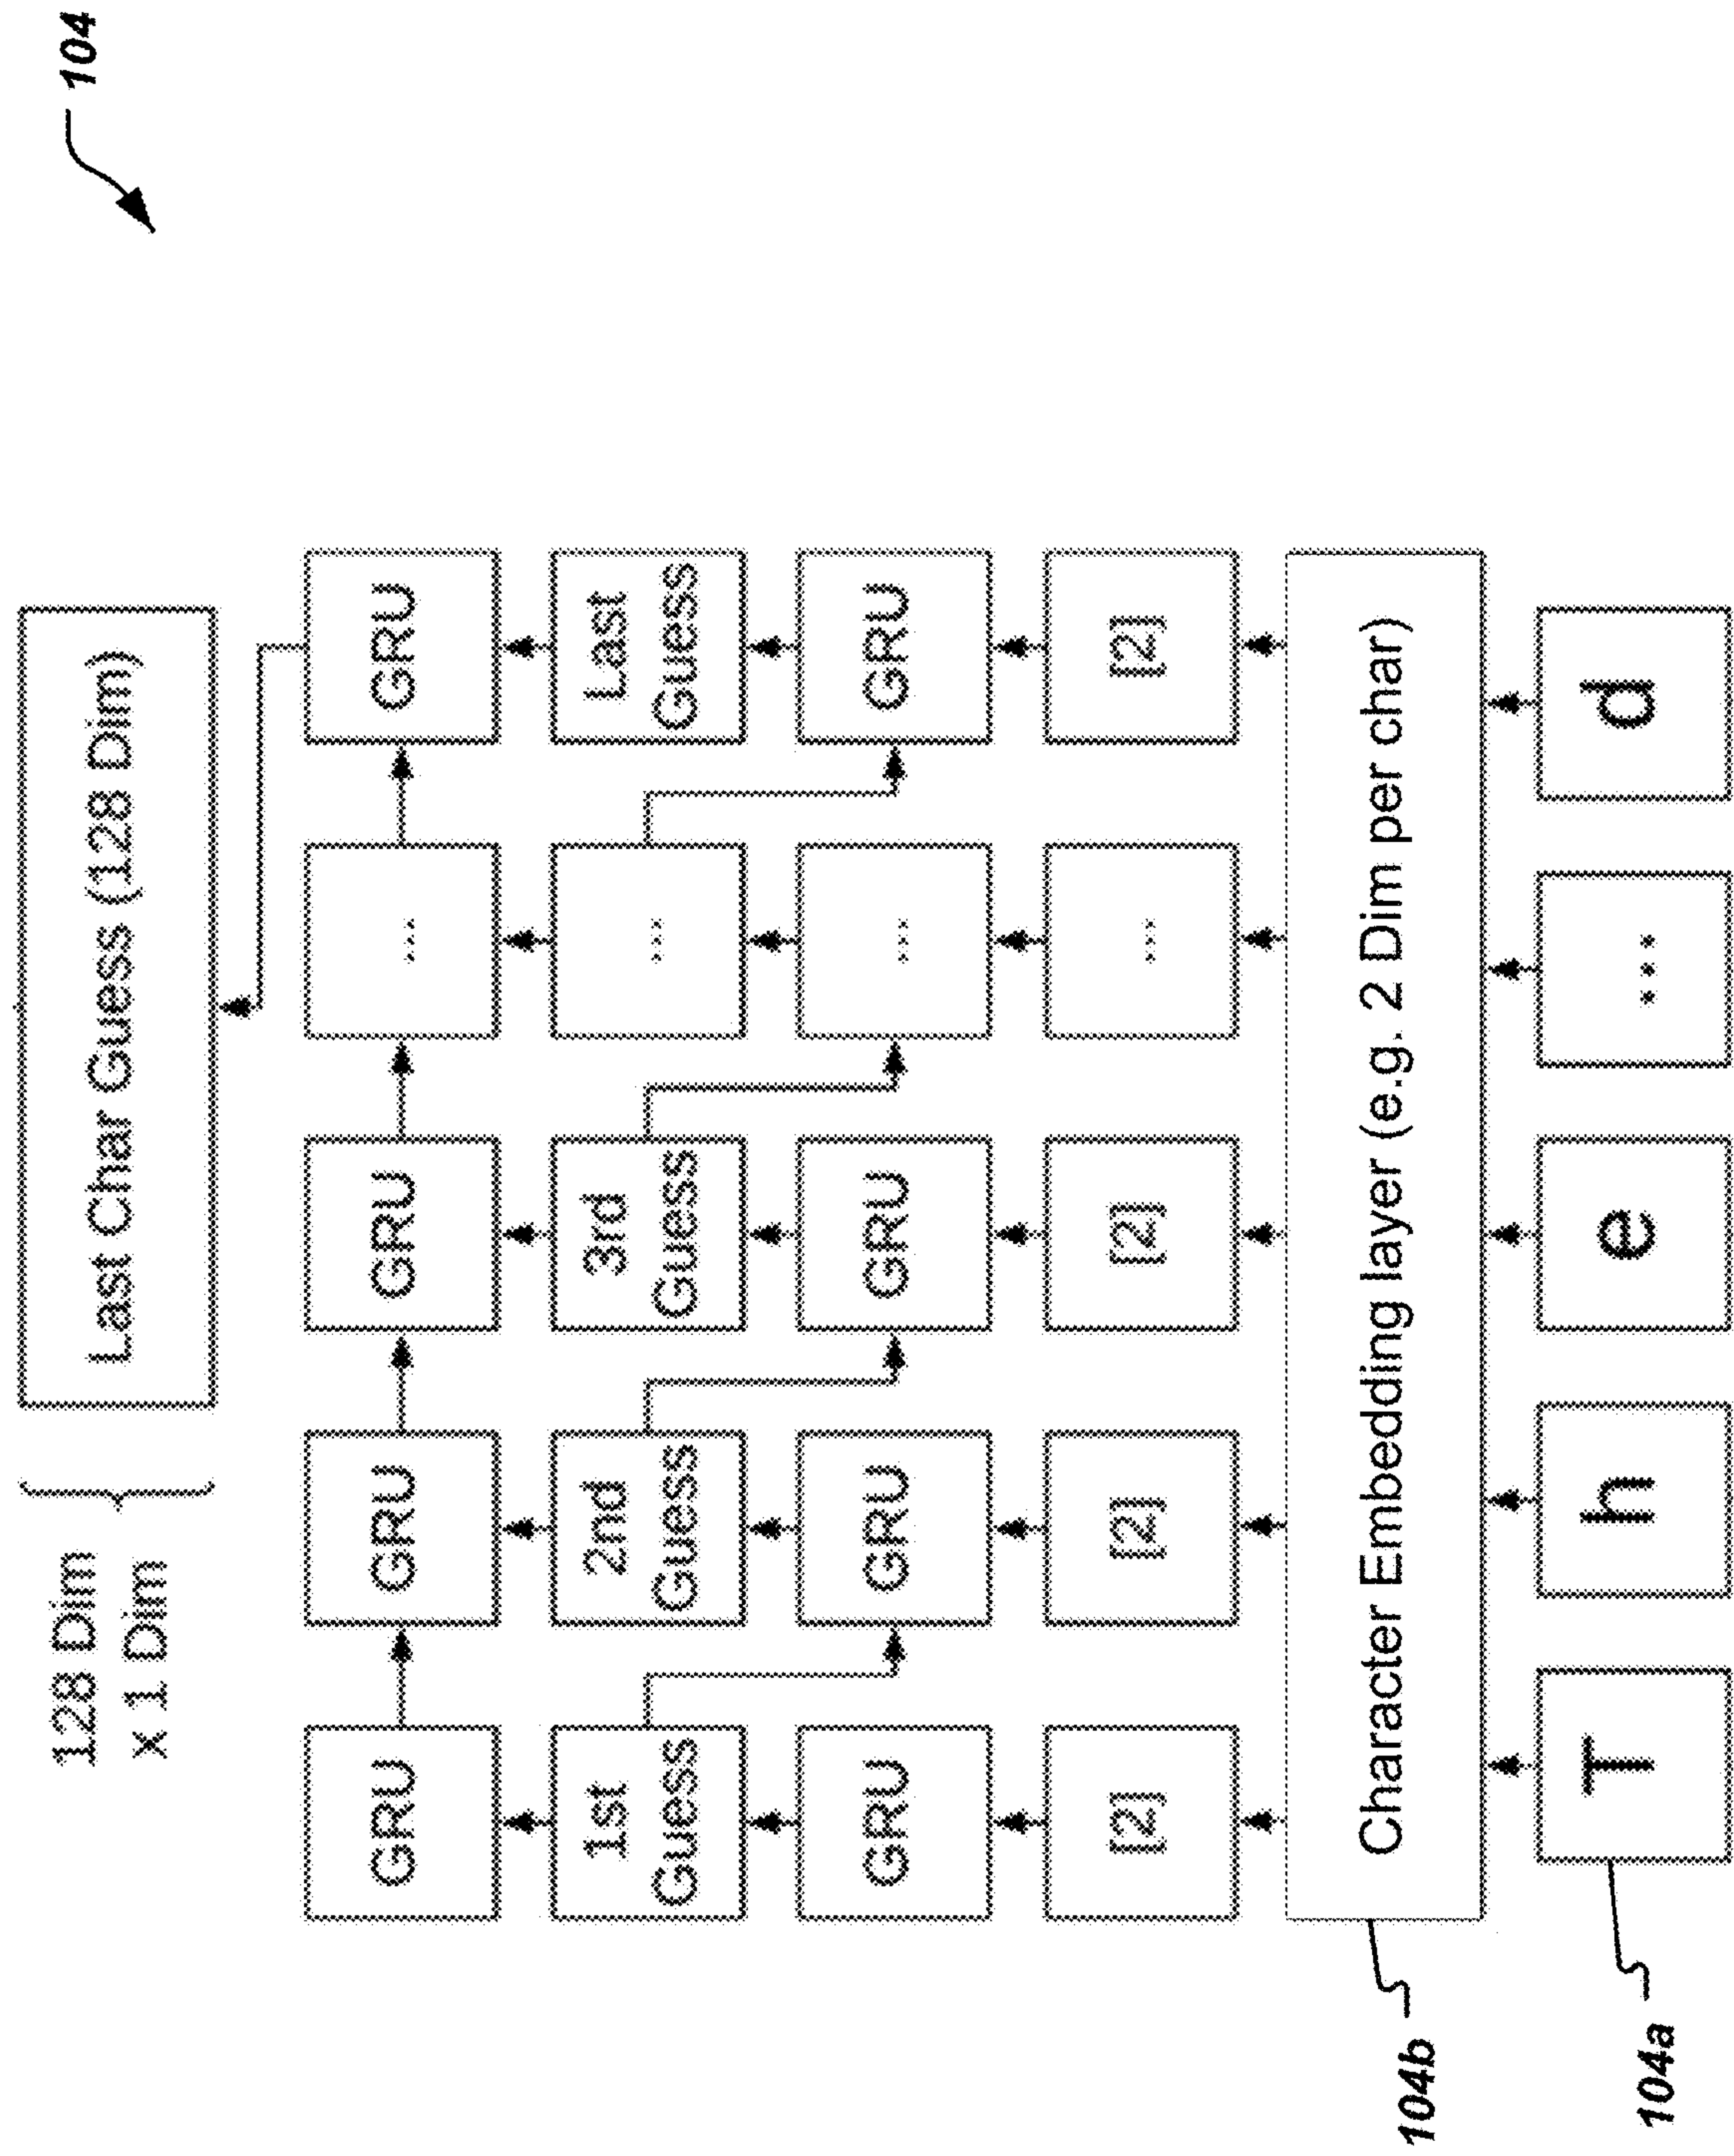 104
128 Dim
x 1 Dim
Last Char Guess (128 Dim)
GRU
GRU
GRU
...
GRU
1st
Guess
2nd
Guess
3rd
Guess
...
Last
Guess
GRU
GRU
GRU
...
GRU
[2]
[2]
[2]
...
[2]
104b
Character Embedding layer (e.g. 2 Dim per char)
104a
T
h
e
...
d